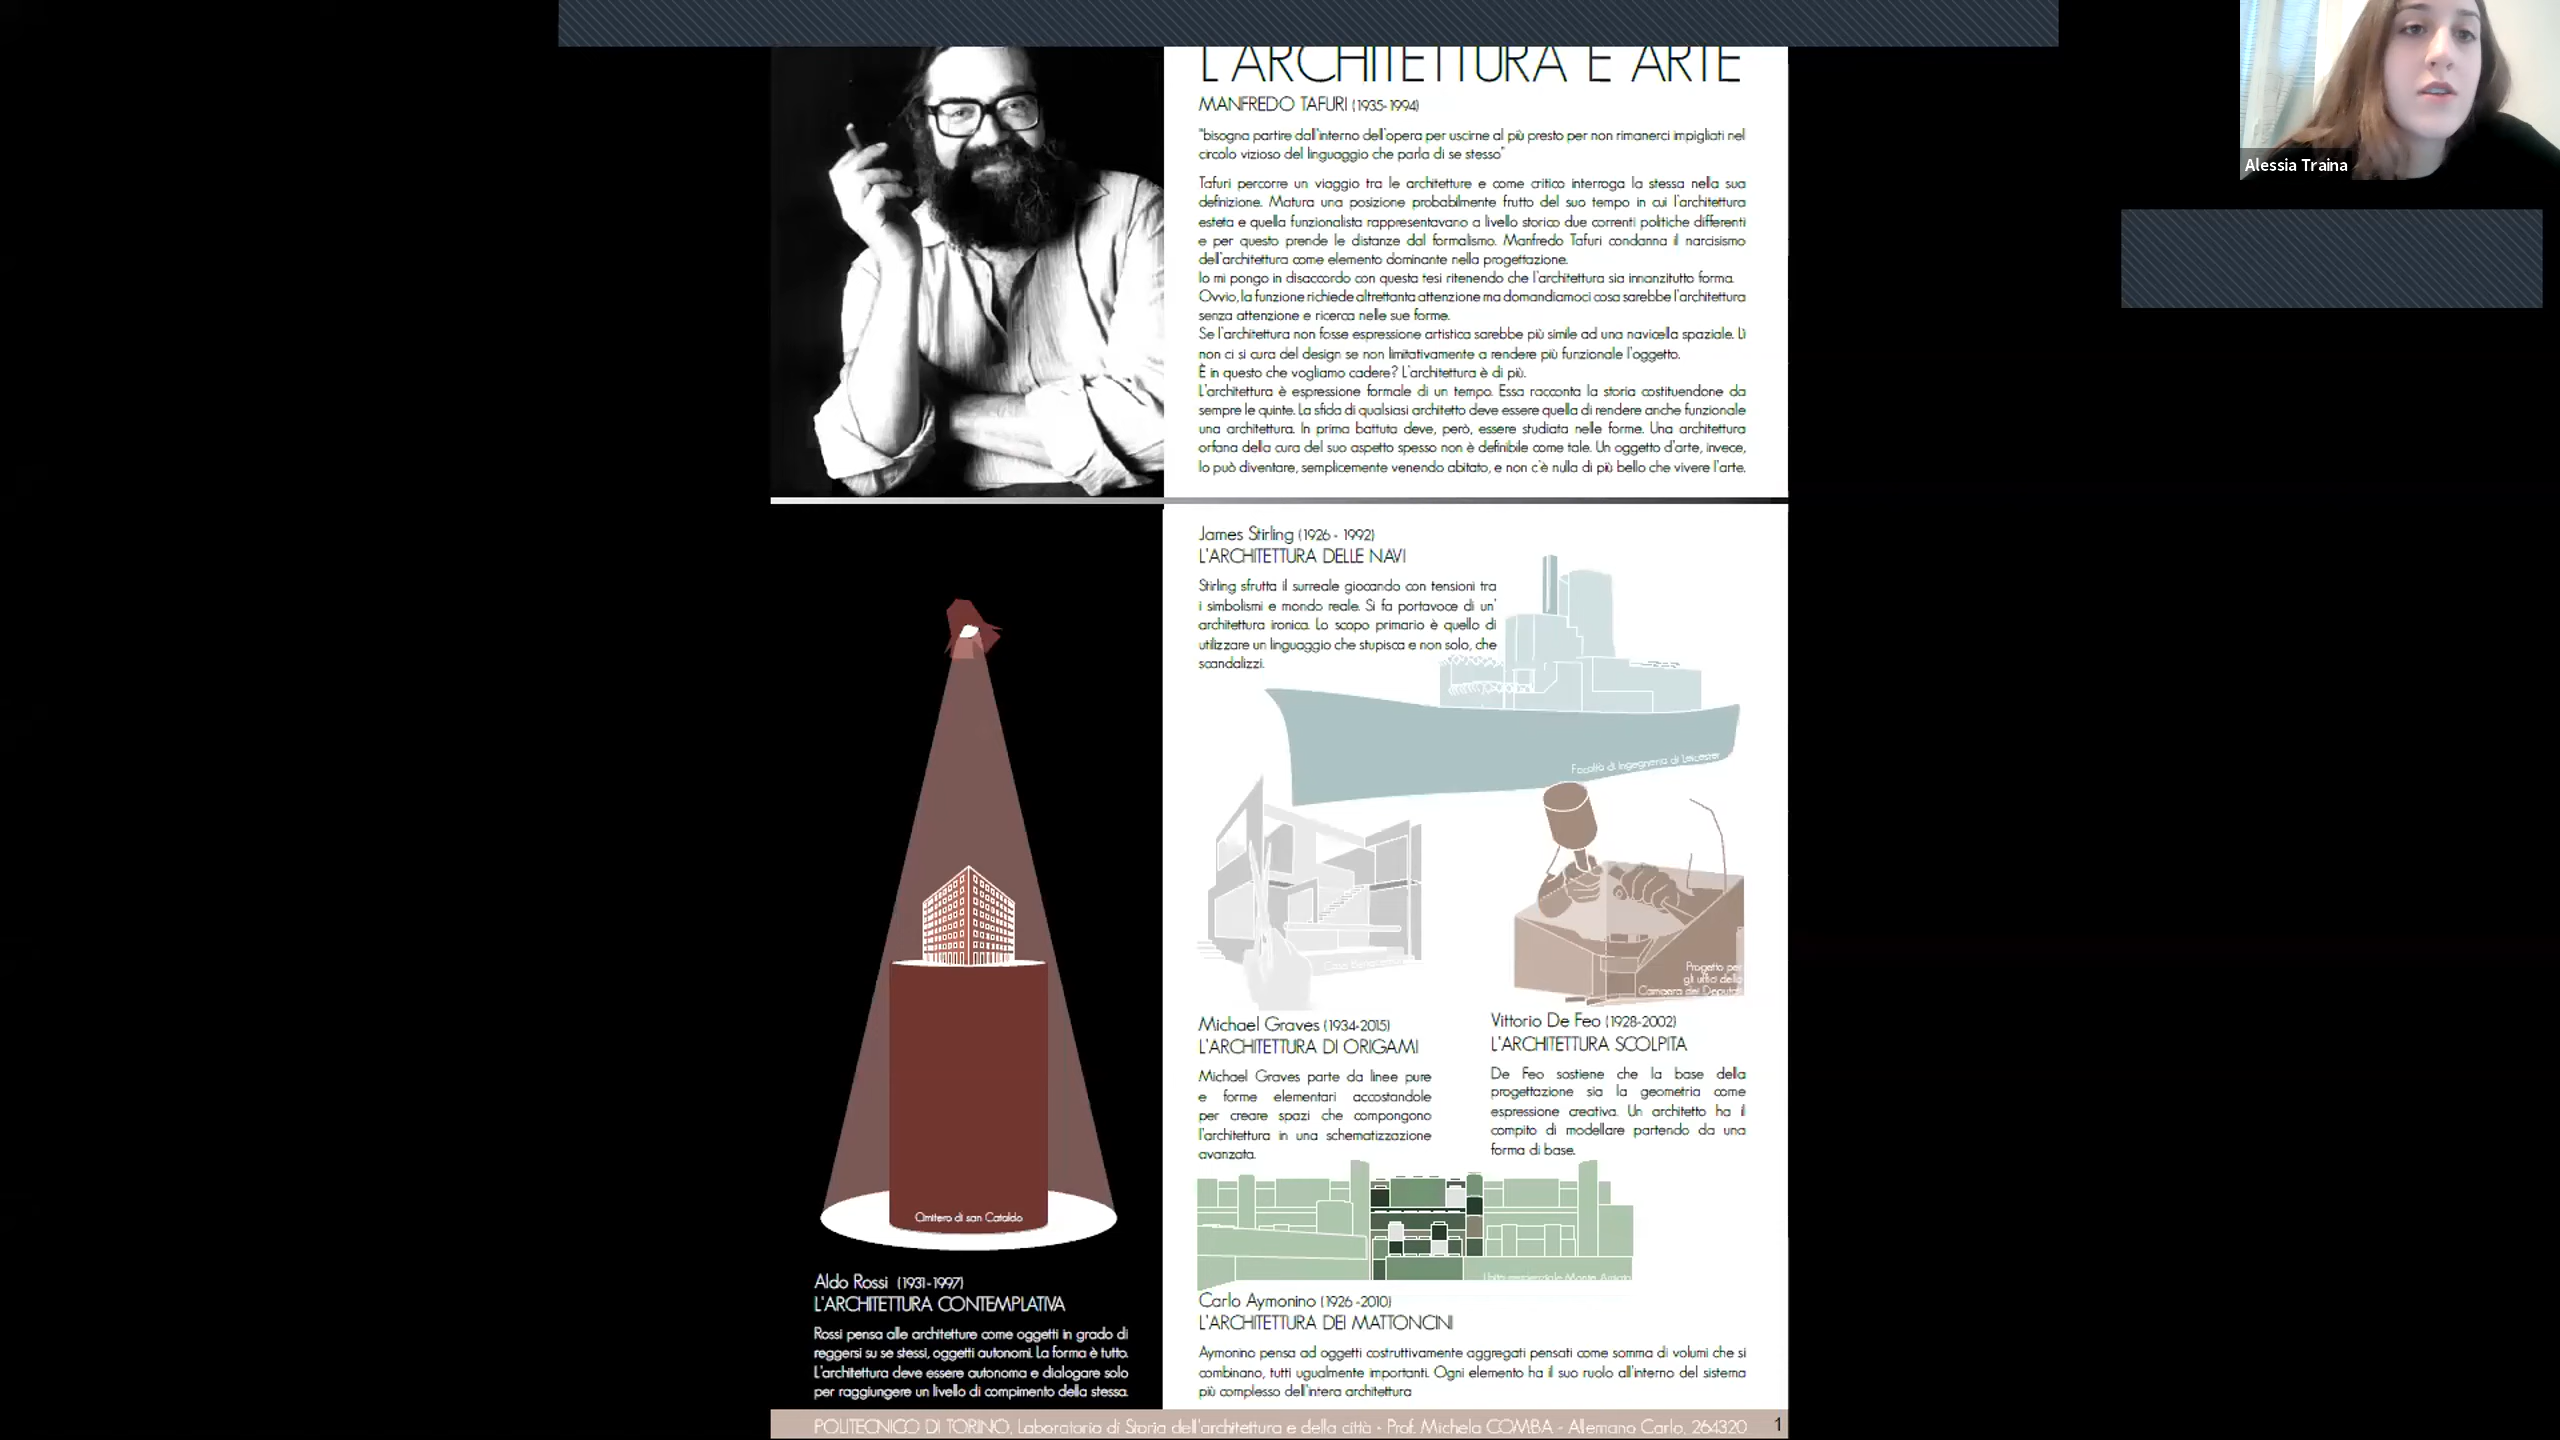 L'ARCHITETTURA È ARTE
MANFREDO TAFURI (1935-1994)
"bisogna partire dall'interno dell'opera per uscirne al più presto per non rimanerci impigliati nel
circolo vizioso del linguaggio che parla di se stesso"
Tafuri percorre un viaggio tra le architetture e come critico interroga la stessa nella sua
definizione. Matura una posizione probabilmente frutto del suo tempo in cui l'architettura
esteta e quella funzionalista rappresentavano a livello storico due correnti politiche differenti
e per questo prende le distanze dal formalismo. Manfredo Tafuri condanna il narcisismo
dell'architettura come elemento dominante nella progettazione.
Io mi pongo in disaccordo con questa tesi ritenendo che l'architettura sia innanzitutto forma.
Ovvio, la funzione richiede altrettanta attenzione ma domandiamoci cosa sarebbe l'architettura
senza attenzione e ricerca nelle sue forme.
Se l'architettura non fosse espressione artistica sarebbe più simile ad una navicella spaziale. Lì
non ci si cura del design se non limitativamente a rendere più funzionale l'oggetto.
È in questo che vogliamo cadere? L'architettura è di più.
L'architettura è espressione formale di un tempo. Essa racconta la storia costituendone da
sempre le quinte. La sfida di qualsiasi architetto deve essere quella di rendere anche funzionale
una architettura. In prima battuta deve, però, essere studiata nelle forme. Una architettura
orfana della cura del suo aspetto spesso non è definibile come tale. Un oggetto d'arte, invece,
lo può diventare, semplicemente venendo abitato, e non c'è nulla di più bello che vivere l'arte.
Alessia Traina
James Stirling (1926 - 1992)
L'ARCHITETTURA DELLE NAVI
Stirling sfrutta il surreale giocando con tensioni tra
i simbolismi e mondo reale. Si fa portavoce di un'
architettura ironica. Lo scopo primario è quello di
utilizzare un linguaggio che stupisca e non solo, che
scandalizzi.
Facoltà di Ingegneria di Leicester
Progetto per
gli uffici della
Camaera dei Deputati
Michael Graves (1934-2015)
L'ARCHITETTURA DI ORIGAMI
Michael Graves parte da linee pure
e forme elementari accostandole
per creare spazi che compongono
l'architettura in una schematizzazione
avanzata.
Vittorio De Feo (1928-2002)
L'ARCHITETTURA SCOLPITA
De Feo sostiene che la base della
progettazione sia la geometria come
espressione creativa. Un architetto ha il
compito di modellare partendo da una
forma di base.
Unità residenziale Monte Amiata
Carlo Aymonino (1926 -2010)
L'ARCHITETTURA DEI MATTONCINI
Aymonino pensa ad oggetti costruttivamente aggregati pensati come somma di volumi che si
combinano, tutti ugualmente importanti. Ogni elemento ha il suo ruolo all'interno del sistema
più complesso dell'intera architettura
Cimitero di san Cataldo
Aldo Rossi (1931-1997)
L'ARCHITETTURA CONTEMPLATIVA
Rossi pensa alle architetture come oggetti in grado di
reggersi su se stessi, oggetti autonomi. La forma è tutto.
L'architettura deve essere autonoma e dialogare solo
per raggiungere un livello di compimento della stessa.
POLITECNICO DI TORINO, Laboratorio di Storia dell'architettura e della città - Prof. Michela COMBA - Allemano Carlo, 264320 1